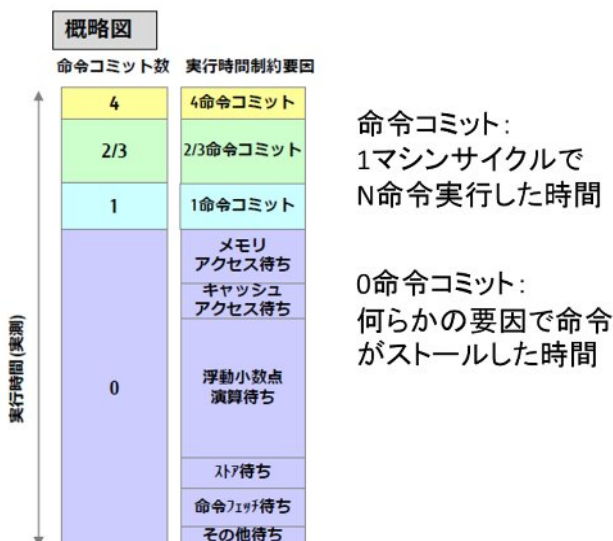 概略図
命令コミット数 実行時間制約要因
4 4命令コミット
2/3 2/3命令コミット
1 1命令コミット
0
メモリ
アクセス待ち
キャッシュ
アクセス待ち
浮動小数点
演算待ち
ストア待ち
命令フェッチ待ち
その他待ち
実行時間(実測)
命令コミット:
1マシンサイクルで
N命令実行した時間
0命令コミット:
何らかの要因で命令
がストールした時間